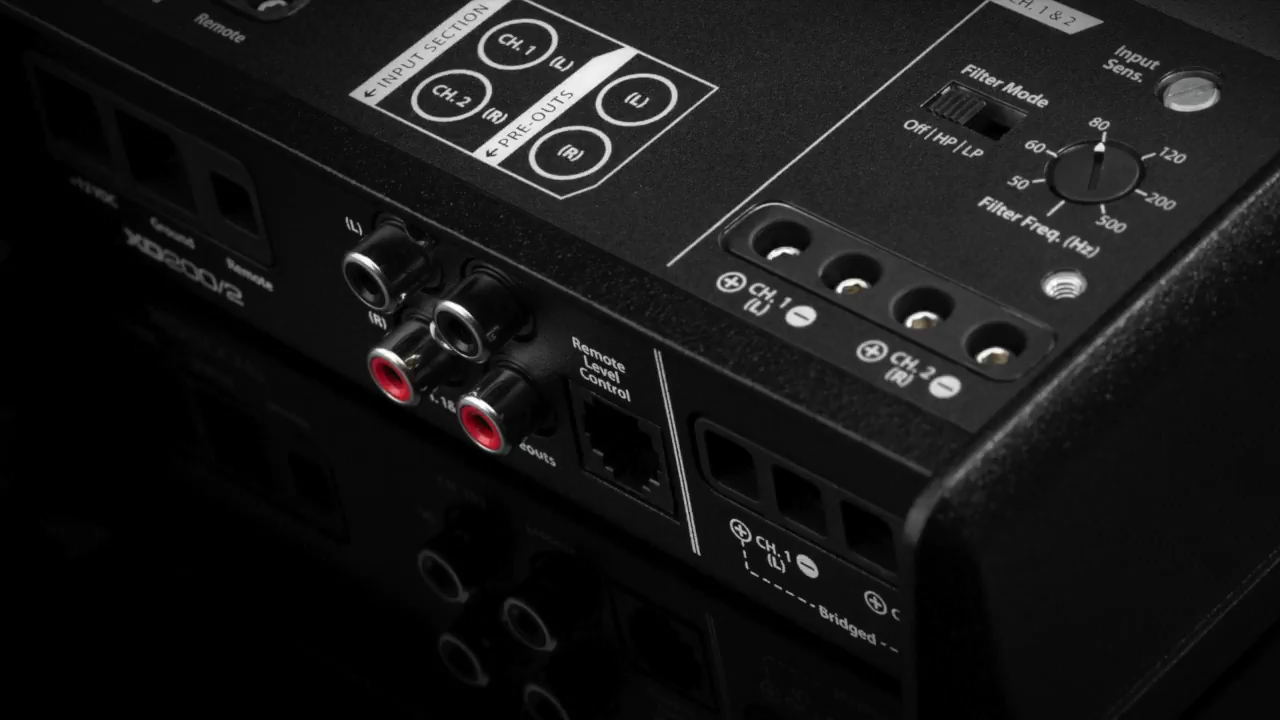 Remote
← INPUT SECTION
CH. 1
(L)
CH. 2
(R)
← PRE-OUTS
(L)
(R)
CH. 1 & 2
Input
Sens.
Filter Mode
Off | HP | LP
80
60
120
50
200
500
Filter Freq. (Hz)
CH. 1
(L)
CH. 2
(R)
Ground
Remote
XD200/2
(L)
(R)
Remote
Level
Control
CH. 1
(L)
Bridged